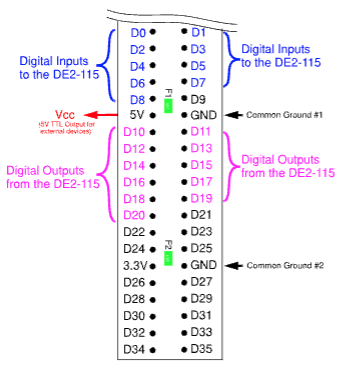 D0 D1
D2 D3
Digital Inputs
to the DE2-115
D4 D5
Digital Inputs
to the DE2-115
D6 D7
D8 F1 D9
Vcc
(5V TTL Output for
external devices)
5V GND Common Ground #1
D10 D11
D12 D13
Digital Outputs
from the DE2-115
D14 D15
Digital Outputs
from the DE2-115
D16 D17
D18 D19
D20 D21
D22 D23
D24 F2 D25
3.3V GND Common Ground #2
D26 D27
D28 D29
D30 D31
D32 D33
D34 D35